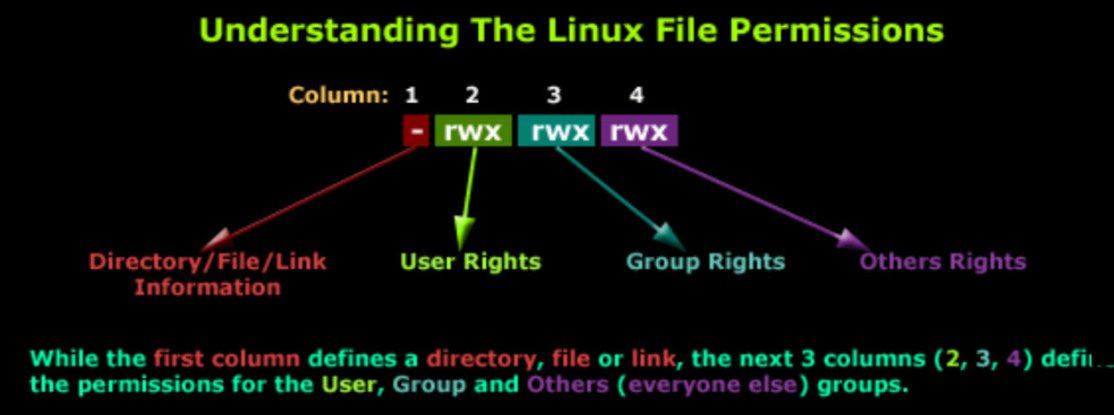 Understanding The Linux File Permissions
Column: 1 2 3 4
- rwx rwx rwx
Directory/File/Link Information
User Rights
Group Rights
Others Rights
While the first column defines a directory, file or link, the next 3 columns (2, 3, 4)
the permissions for the User, Group and Others (everyone else) groups.